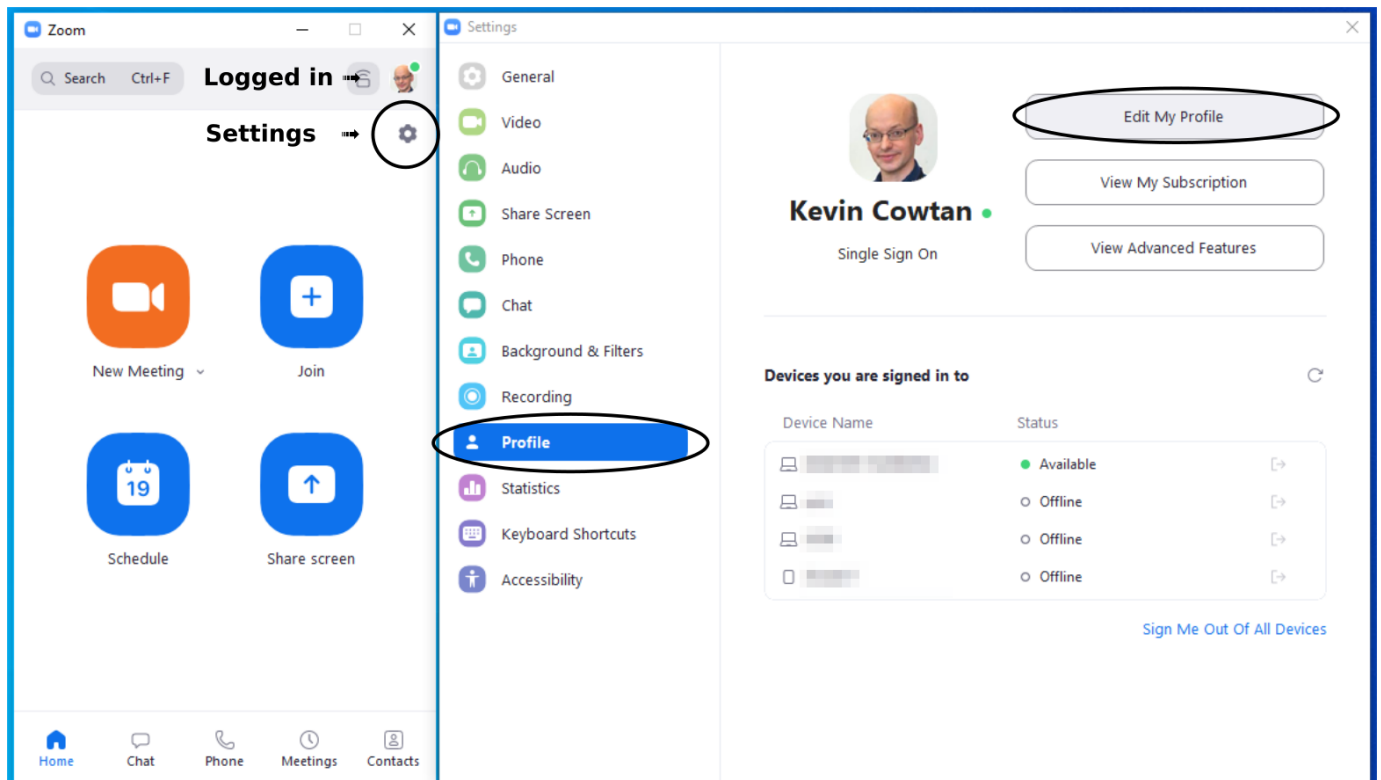 Zoom
Search Ctrl+F
Logged in ➟
Settings ➟
New Meeting
Join
19
Schedule
Share screen
Home
Chat
Phone
Meetings
Contacts
Settings
General
Video
Audio
Share Screen
Phone
Chat
Background & Filters
Recording
Profile
Statistics
Keyboard Shortcuts
Accessibility
Kevin Cowtan
Single Sign On
Edit My Profile
View My Subscription
View Advanced Features
Devices you are signed in to
Device Name Status
Available
Offline
Offline
Offline
Sign Me Out Of All Devices